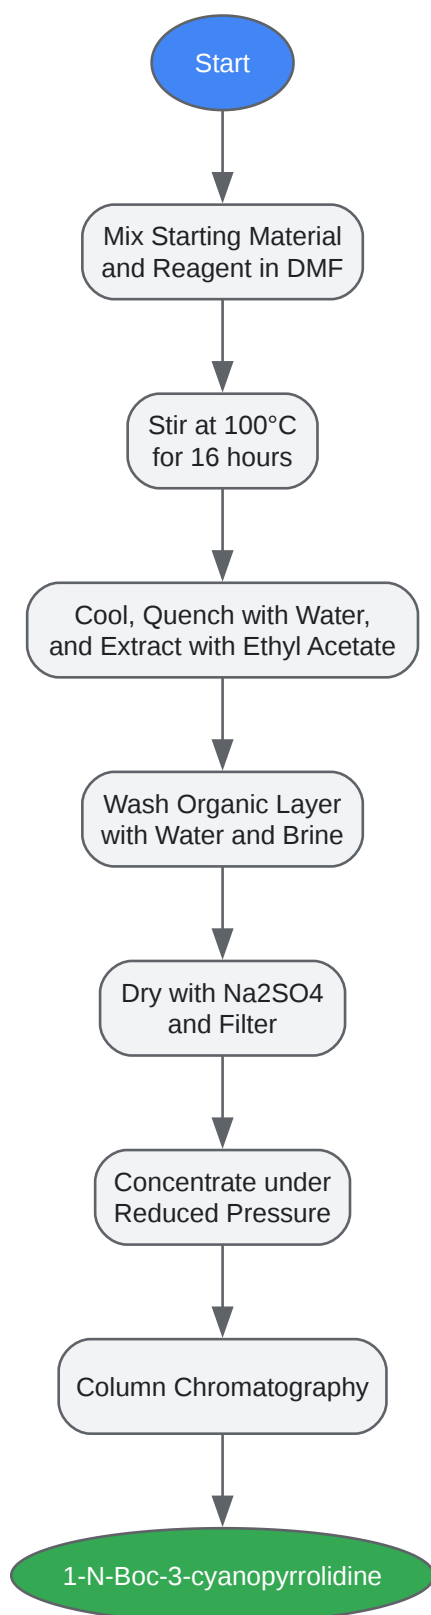 Start
Mix Starting Material
and Reagent in DMF
Stir at 100°C
for 16 hours
Cool, Quench with Water,
and Extract with Ethyl Acetate
Wash Organic Layer
with Water and Brine
Dry with Na2SO4
and Filter
Concentrate under
Reduced Pressure
Column Chromatography
1-N-Boc-3-cyanopyrrolidine